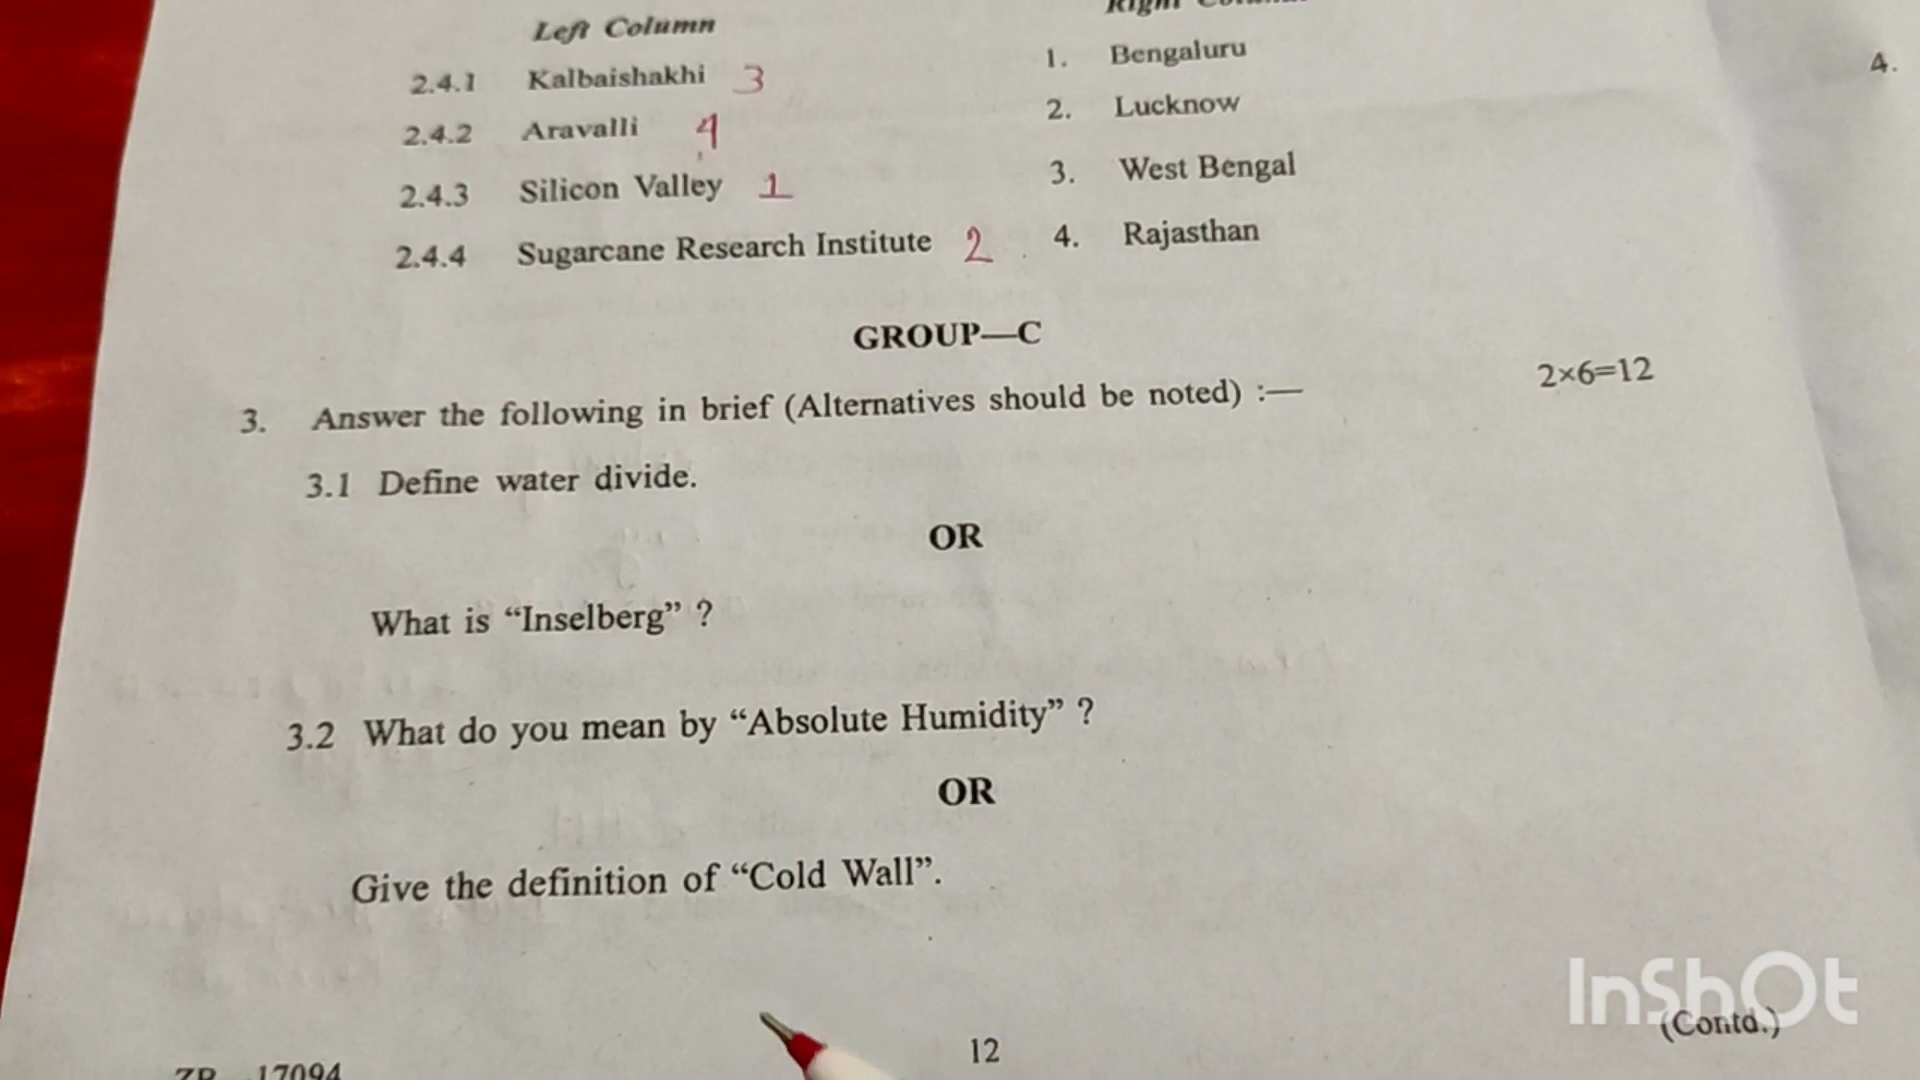 Left Column
Right
2.4.1 Kalbaishakhi 3
1. Bengaluru
2.4.2 Aravalli 4
2. Lucknow
2.4.3 Silicon Valley 1
3. West Bengal
2.4.4 Sugarcane Research Institute 2
4. Rajasthan
4.
GROUP—C
3. Answer the following in brief (Alternatives should be noted) :— 2×6=12
3.1 Define water divide.
OR
What is “Inselberg” ?
3.2 What do you mean by “Absolute Humidity” ?
OR
Give the definition of “Cold Wall”.
InShOt
(Contd.)
12
17094